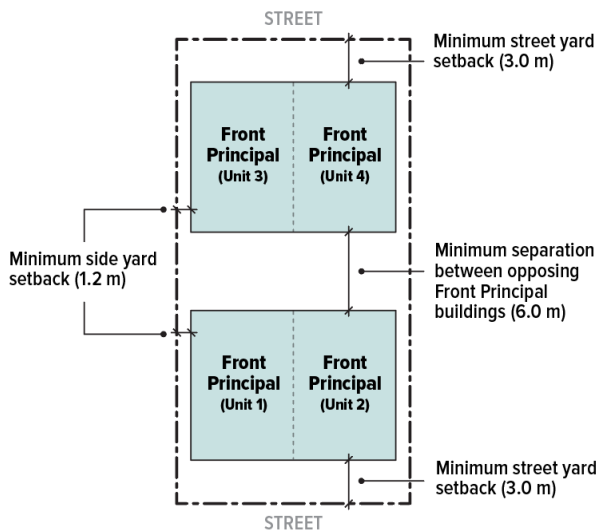 STREET
Minimum street yard
setback (3.0 m)
Front
Principal
(Unit 3)
Front
Principal
(Unit 4)
Minimum side yard
setback (1.2 m)
Minimum separation
between opposing
Front Principal
buildings (6.0 m)
Front
Principal
(Unit 1)
Front
Principal
(Unit 2)
Minimum street yard
setback (3.0 m)
STREET